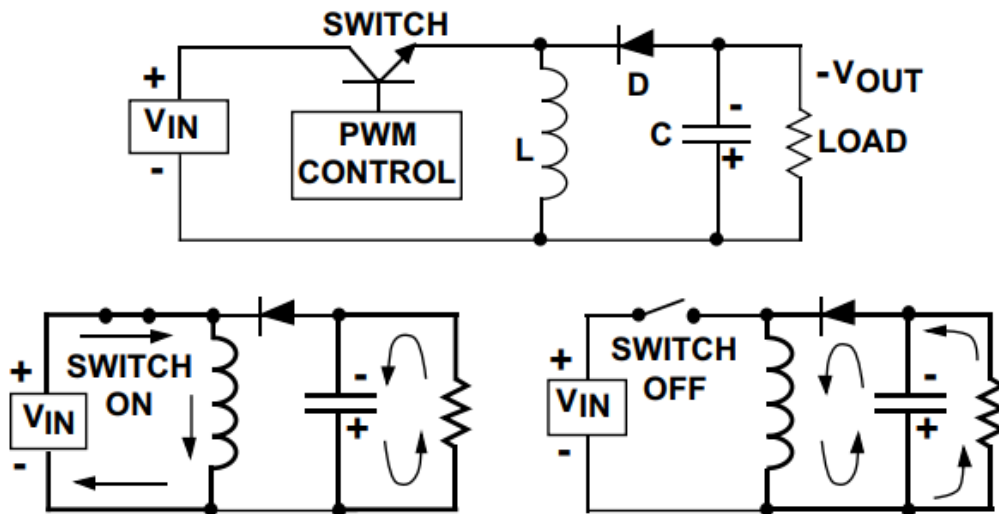 SWITCH
+
VIN
-
PWM
CONTROL
L
D
C
-
+
-VOUT
LOAD
+
VIN
-
SWITCH
ON
-
+
+
VIN
-
SWITCH
OFF
-
+